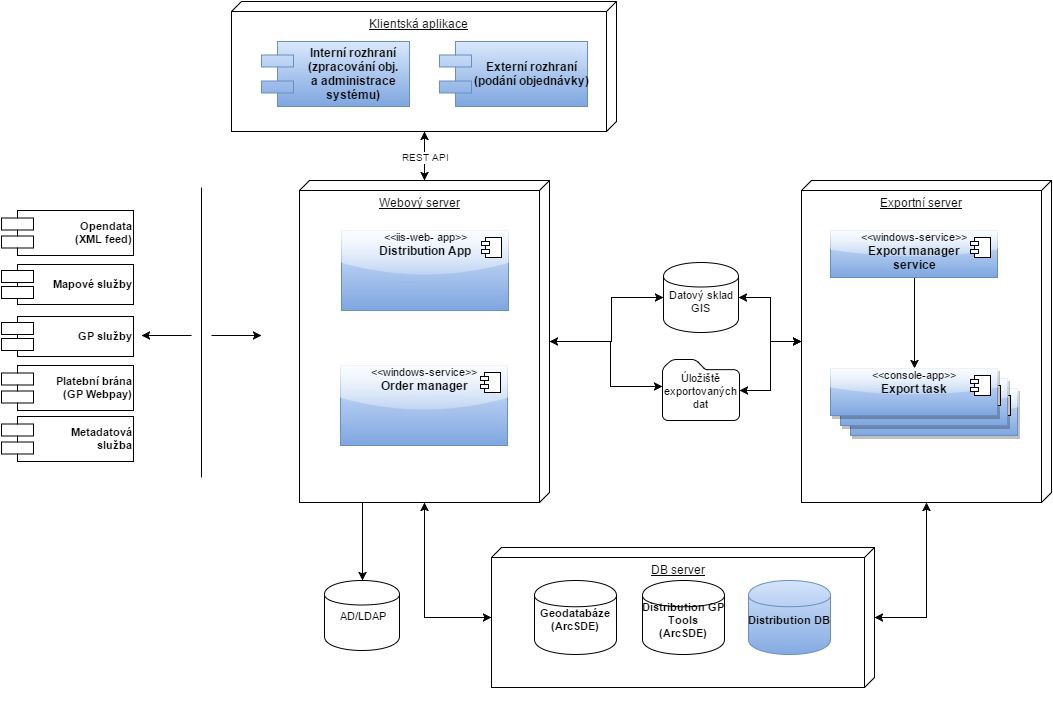 Klientská aplikace
Interní rozhraní
(zpracování obj.
a administrace
systému)
Externí rozhraní
(podání objednávky)
REST API
Webový server
<<iis-web- app>>
Distribution App
<<windows-service>>
Order manager
Exportní server
<<windows-service>>
Export manager
service
<<console-app>>
Export task
Opendata
(XML feed)
Mapové služby
GP služby
Platební brána
(GP Webpay)
Metadatová
služba
Datový sklad
GIS
Úložiště
exportovaných
dat
AD/LDAP
DB server
Geodatabáze
(ArcSDE)
Distribution GP
Tools
(ArcSDE)
Distribution DB